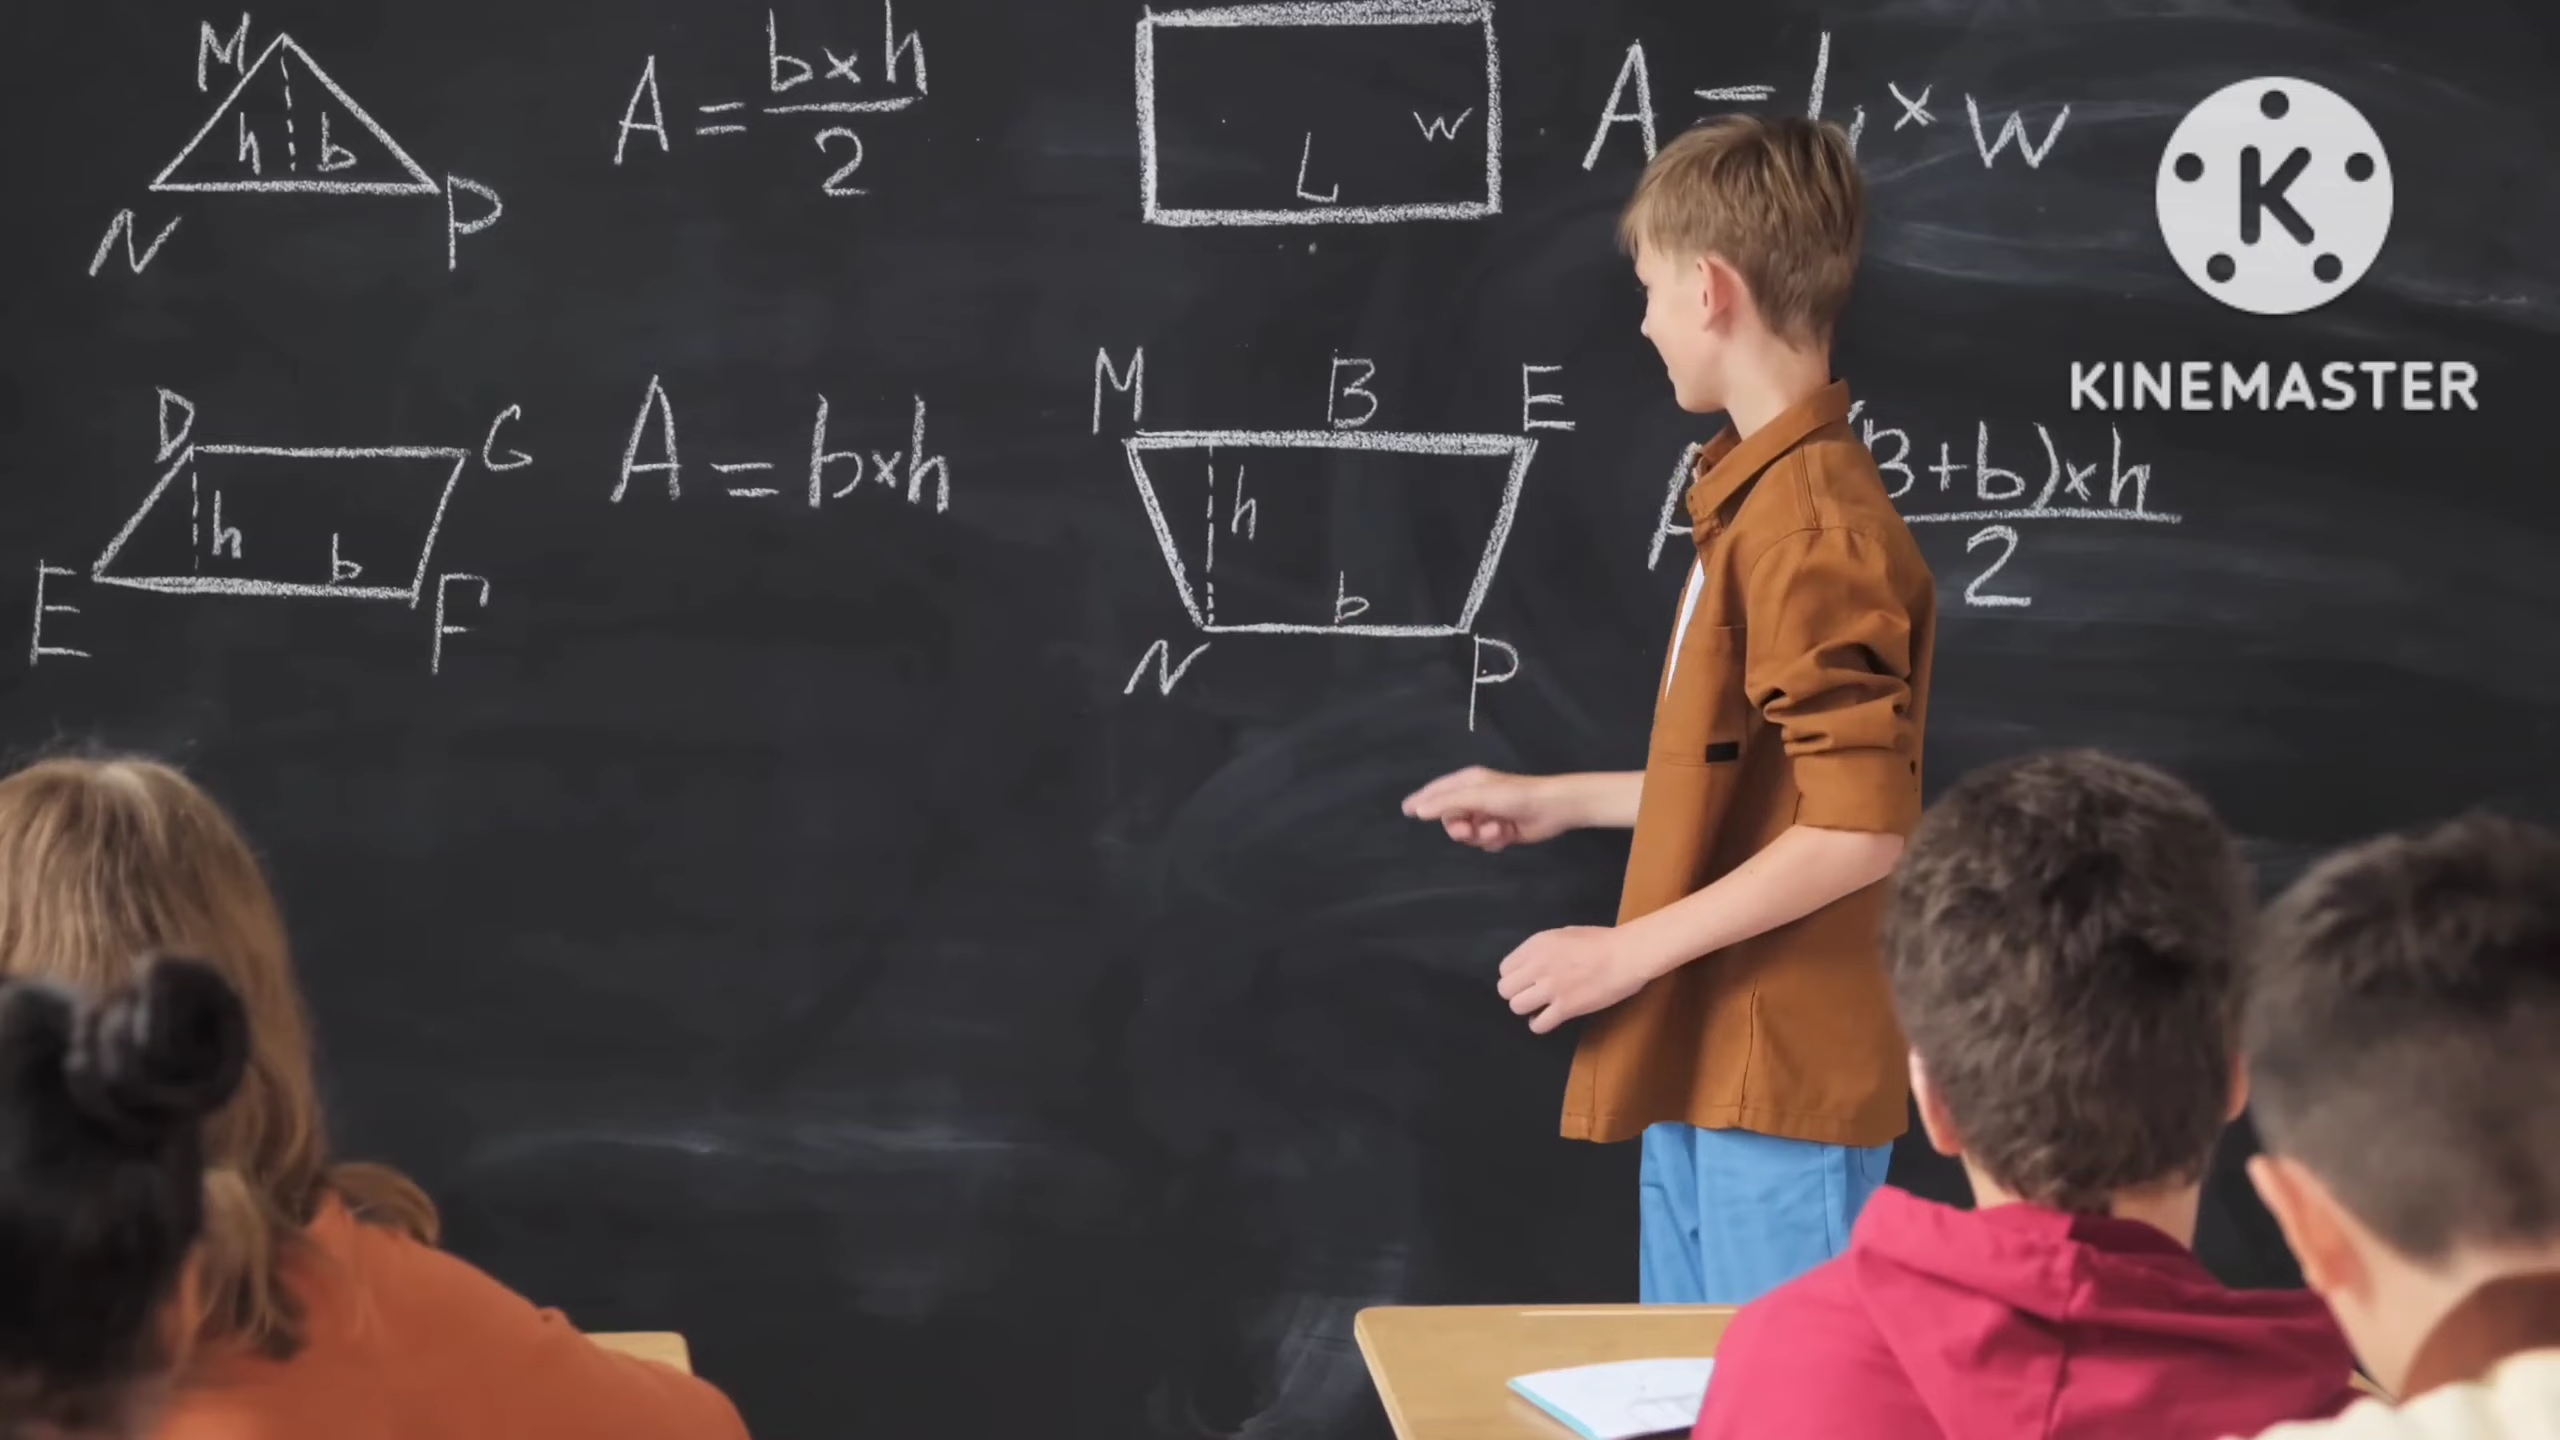 M
h b
N P
A = b×h
2
w
L
A = L × w
K
KINEMASTER
D G
h
b
E F
A = b×h
M B E
h
b
N P
B+b)×h
2